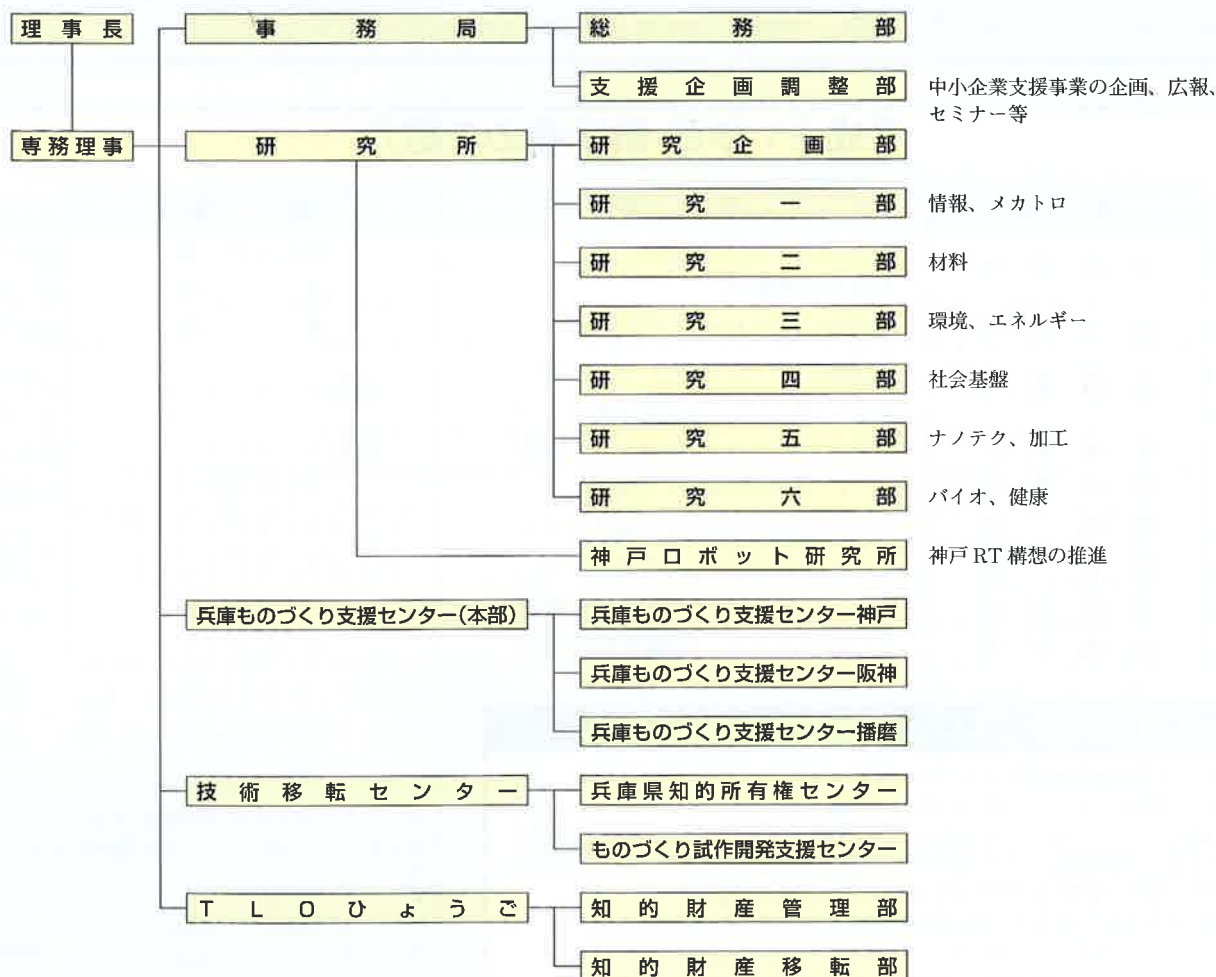 理事長
事務局
総務部
支援企画調整部
中小企業支援事業の企画、広報、
セミナー等
専務理事
研究所
研究企画部
研究一部
情報、メカトロ
研究二部
材料
研究三部
環境、エネルギー
研究四部
社会基盤
研究五部
ナノテク、加工
研究六部
バイオ、健康
神戸ロボット研究所
神戸 RT 構想の推進
兵庫ものづくり支援センター(本部)
兵庫ものづくり支援センター神戸
兵庫ものづくり支援センター阪神
兵庫ものづくり支援センター播磨
技術移転センター
兵庫県知的所有権センター
ものづくり試作開発支援センター
TLOひょうご
知的財産管理部
知的財産移転部